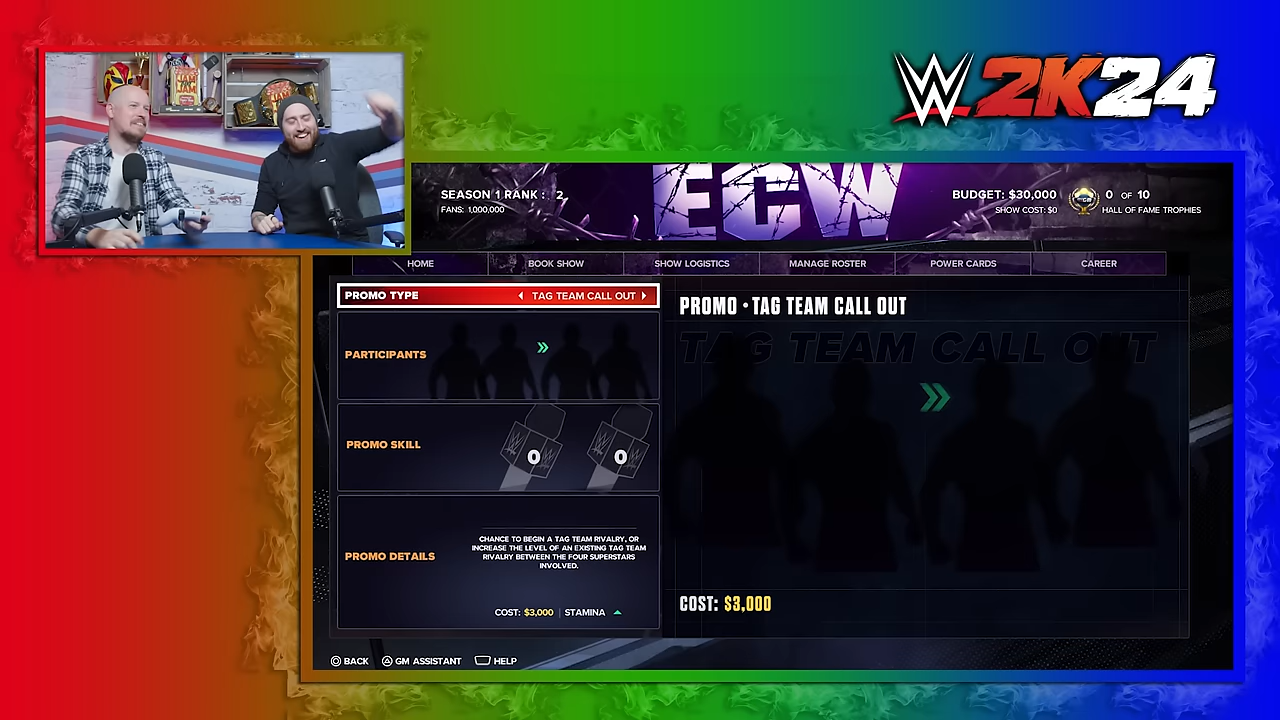 W 2K24
ECW
SEASON 1 RANK : 2
FANS: 1,000,000
BUDGET: $30,000
SHOW COST: $0
0 OF 10
HALL OF FAME TROPHIES
HOME
BOOK SHOW
SHOW LOGISTICS
MANAGE ROSTER
POWER CARDS
CAREER
PROMO TYPE
TAG TEAM CALL OUT
PARTICIPANTS
PROMO SKILL
0
0
PROMO DETAILS
CHANCE TO BEGIN A TAG TEAM RIVALRY, OR
INCREASE THE LEVEL OF AN EXISTING TAG TEAM
RIVALRY BETWEEN THE FOUR SUPERSTARS
INVOLVED.
COST: $3,000 | STAMINA
PROMO • TAG TEAM CALL OUT
TAG TEAM CALL OUT
COST: $3,000
BACK
GM ASSISTANT
HELP